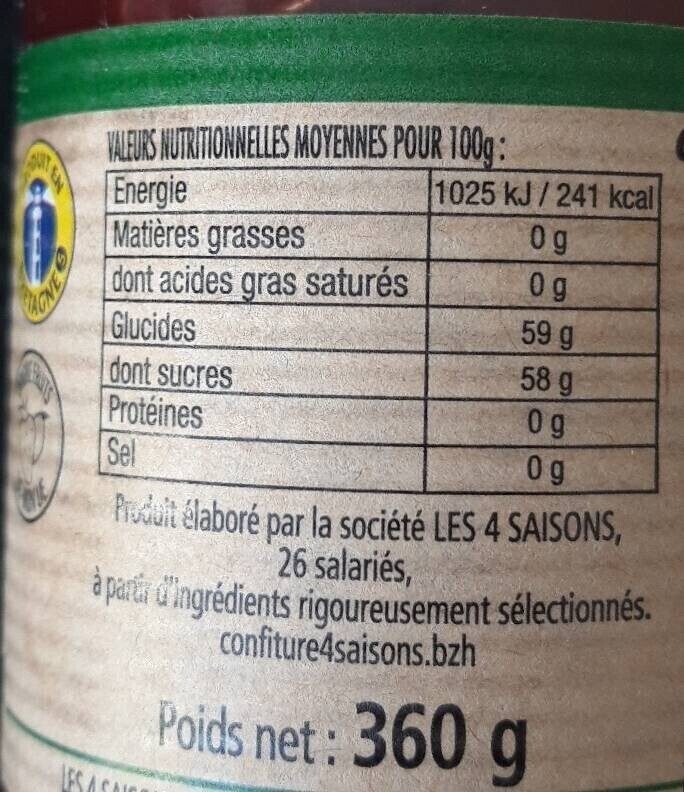 VALEURS NUTRITIONNELLES MOYENNES POUR 100g :
Energie 1025 kJ / 241 kcal
Matières grasses 0 g
dont acides gras saturés 0 g
Glucides 59 g
dont sucres 58 g
Protéines 0 g
Sel 0 g
Produit élaboré par la société LES 4 SAISONS,
26 salariés,
à partir d'ingrédients rigoureusement sélectionnés.
confiture4saisons.bzh
Poids net : 360 g
LES 4